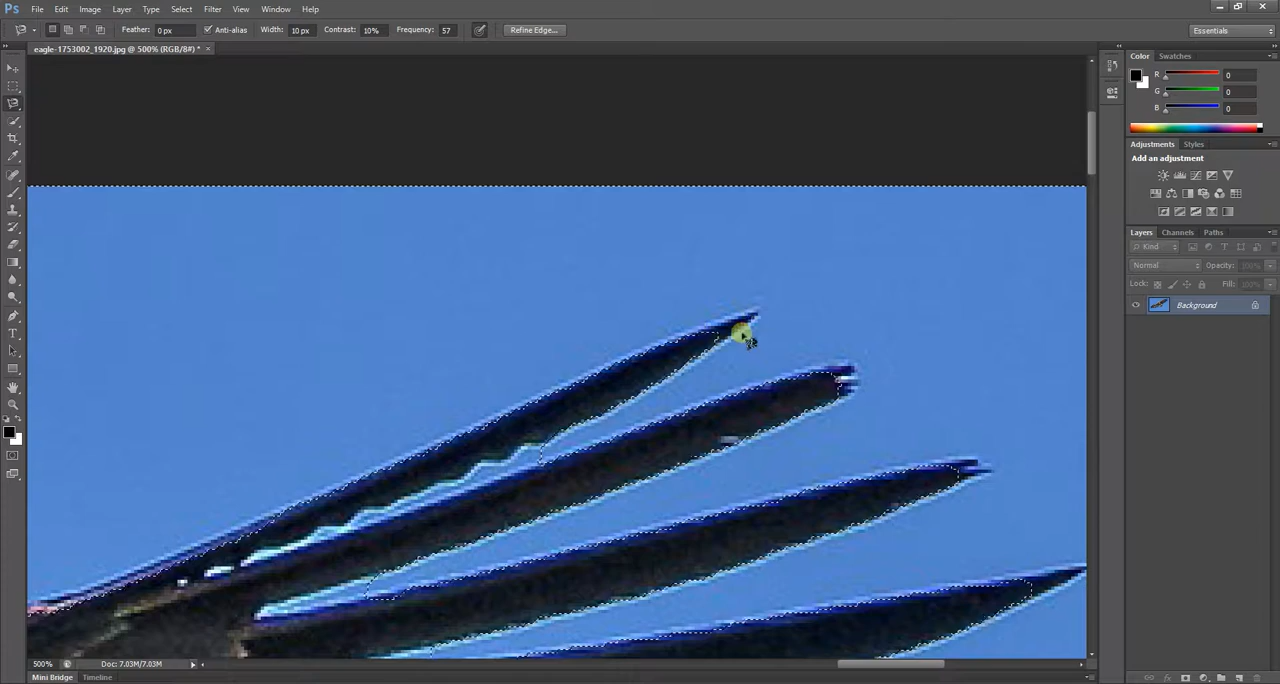 Ps File Edit Image Layer Type Select Filter View Window Help
Feather: 0 px Anti-alias Width: 10 px Contrast: 10% Frequency: 57 Refine Edge... Essentials
eagle-1753002_1920.jpg @ 500% (RGB/8#) * ×
Color Swatches
R 0
G 0
B 0
Adjustments Styles
Add an adjustment
Layers Channels Paths
Kind
Normal Opacity: 100%
Lock: Fill: 100%
Background
500% Doc: 7.03M/7.03M
Mini Bridge Timeline